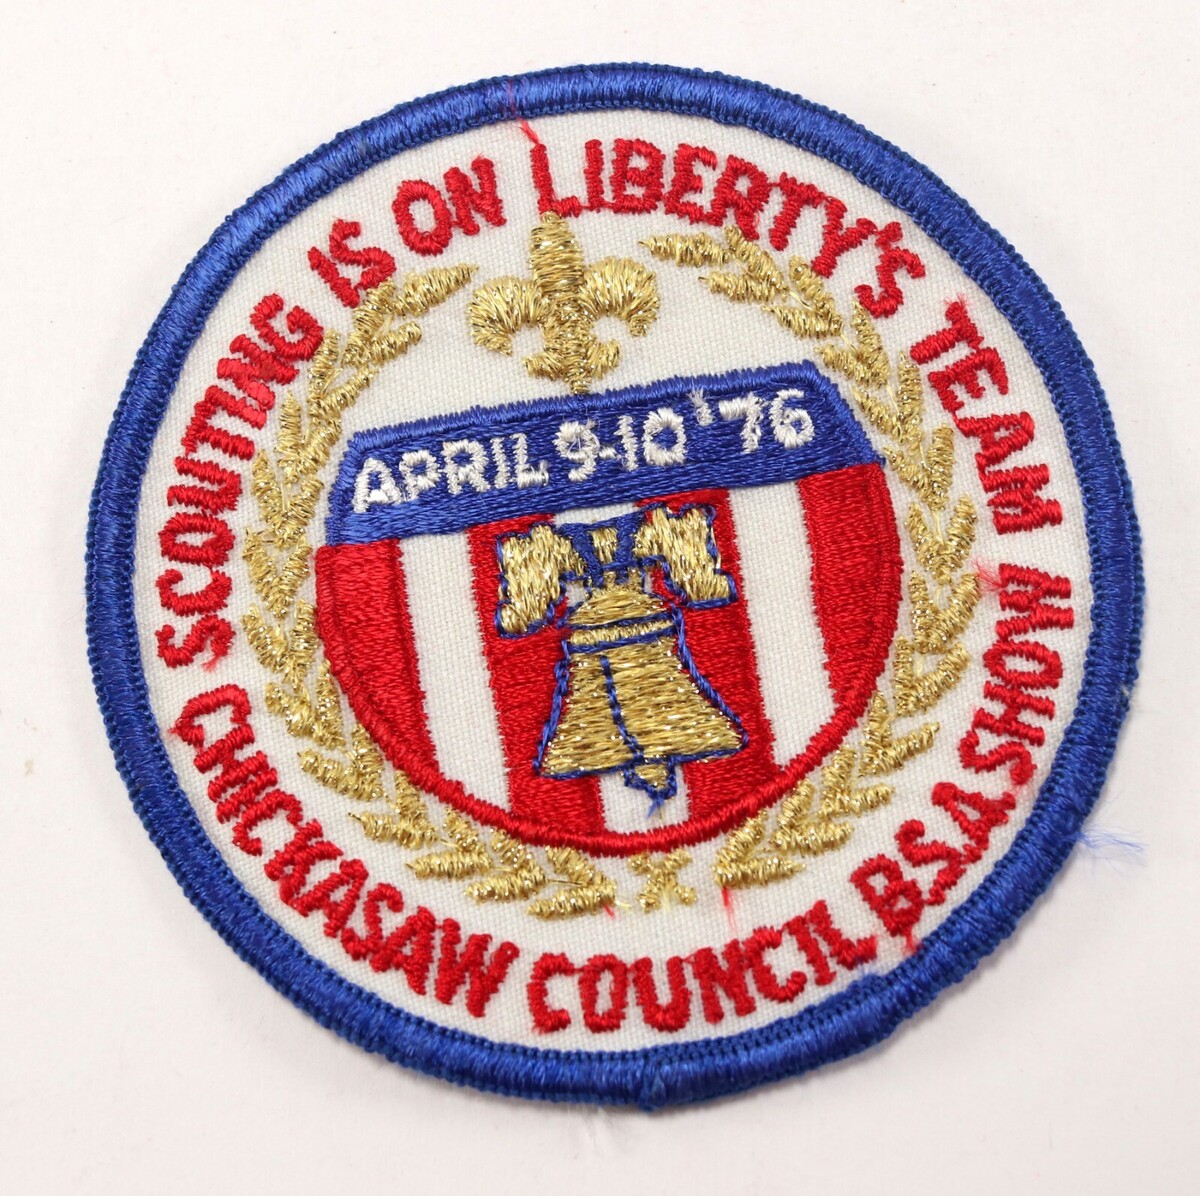 SCOUTING IS ON LIBERTY'S TEAM
APRIL 9-10 '76
CHICKASAW COUNCIL B.S.A. SHOW